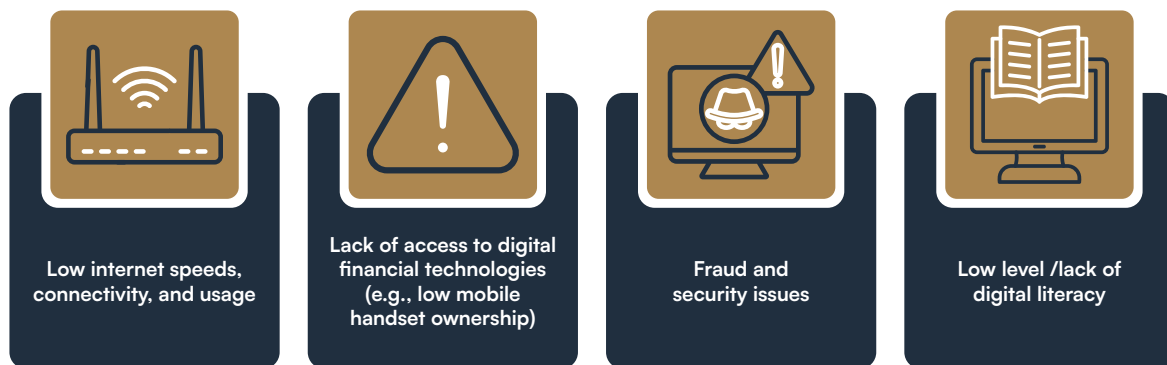 Low internet speeds,
connectivity, and usage
Lack of access to digital
financial technologies
(e.g., low mobile
handset ownership)
Fraud and
security issues
Low level /lack of
digital literacy